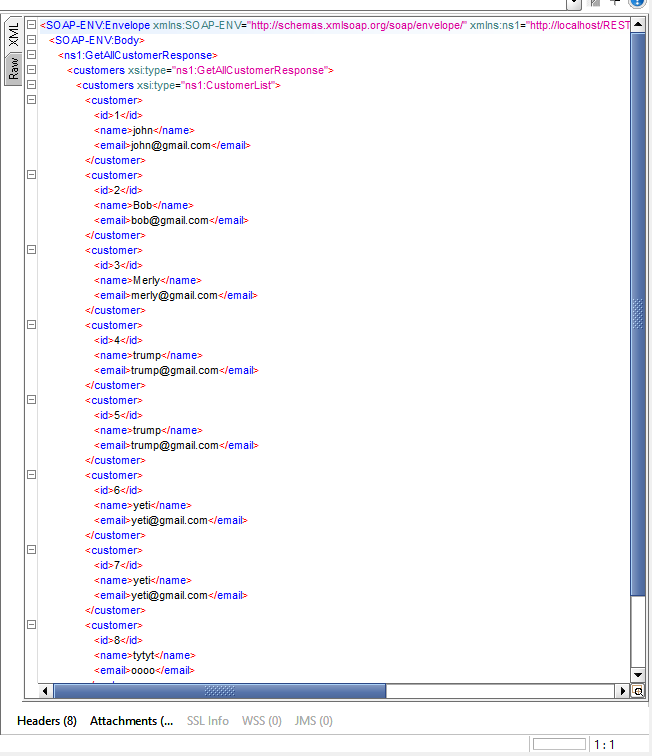 XML
Raw
<SOAP-ENV:Envelope xmlns:SOAP-ENV="http://schemas.xmlsoap.org/soap/envelope/" xmlns:ns1="http://localhost/REST
<SOAP-ENV:Body>
<ns1:GetAllCustomerResponse>
<customers xsi:type="ns1:GetAllCustomerResponse">
<customers xsi:type="ns1:CustomerList">
<customer>
<id>1</id>
<name>john</name>
<email>john@gmail.com</email>
</customer>
<customer>
<id>2</id>
<name>Bob</name>
<email>bob@gmail.com</email>
</customer>
<customer>
<id>3</id>
<name>Merly</name>
<email>merly@gmail.com</email>
</customer>
<customer>
<id>4</id>
<name>trump</name>
<email>trump@gmail.com</email>
</customer>
<customer>
<id>5</id>
<name>trump</name>
<email>trump@gmail.com</email>
</customer>
<customer>
<id>6</id>
<name>yeti</name>
<email>yeti@gmail.com</email>
</customer>
<customer>
<id>7</id>
<name>yeti</name>
<email>yeti@gmail.com</email>
</customer>
<customer>
<id>8</id>
<name>tytyt</name>
<email>oooo</email>
Headers (8) Attachments (... SSL Info WSS (0) JMS (0)
1 : 1